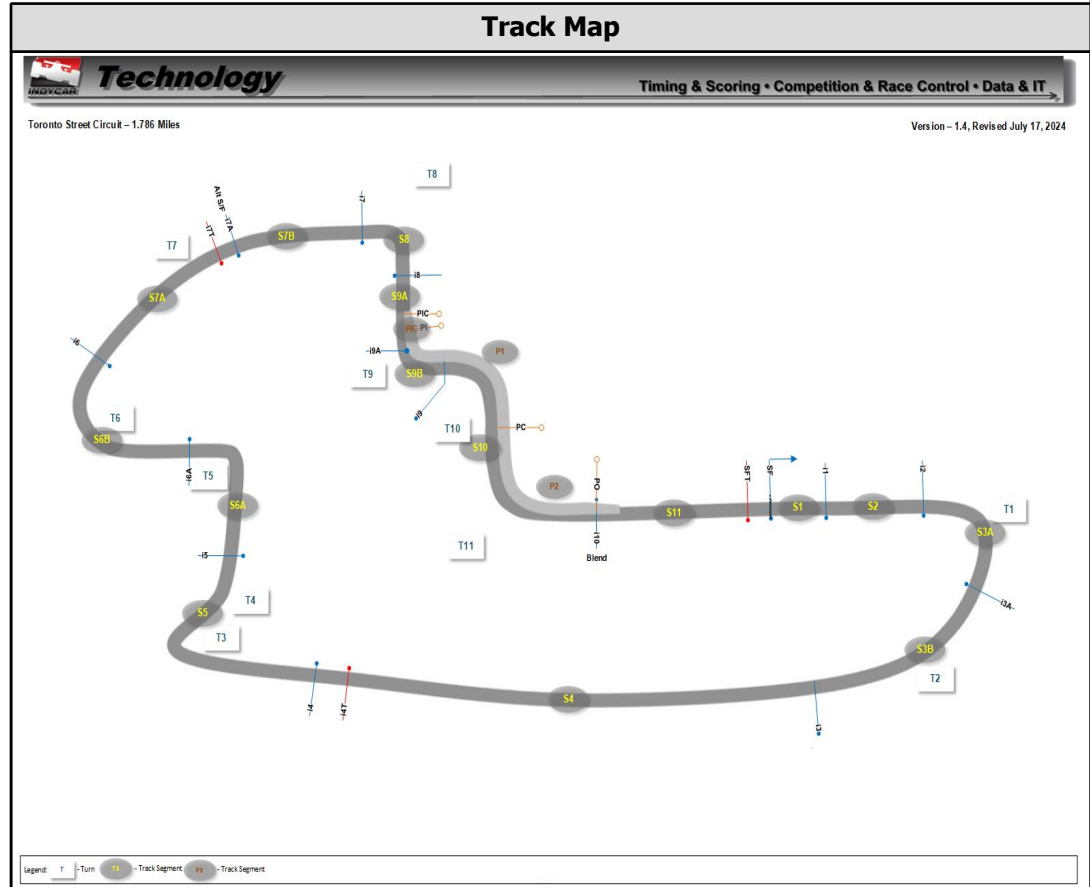 Track Map
INDYCAR Technology
Timing & Scoring • Competition & Race Control • Data & IT
Toronto Street Circuit – 1.786 Miles
Version – 1.4, Revised July 17, 2024
T8
Alt S/F
i7A
i7T
i7
T7
S7B
S8
i8
S7A
S9A
PIC
PIC
PI
i6
i9A
P1
T9
S9B
i9
T6
S6B
i6A
T5
T10
S10
PC
P2
PO
SFT
SF
i1
i2
S6A
S11
S1
S2
T1
S3A
i10
Blend
T11
i5
i3A
T4
S5
T3
S3B
T2
i4
i4T
S4
i3
Legend: T - Turn T3 - Track Segment P3 - Track Segment